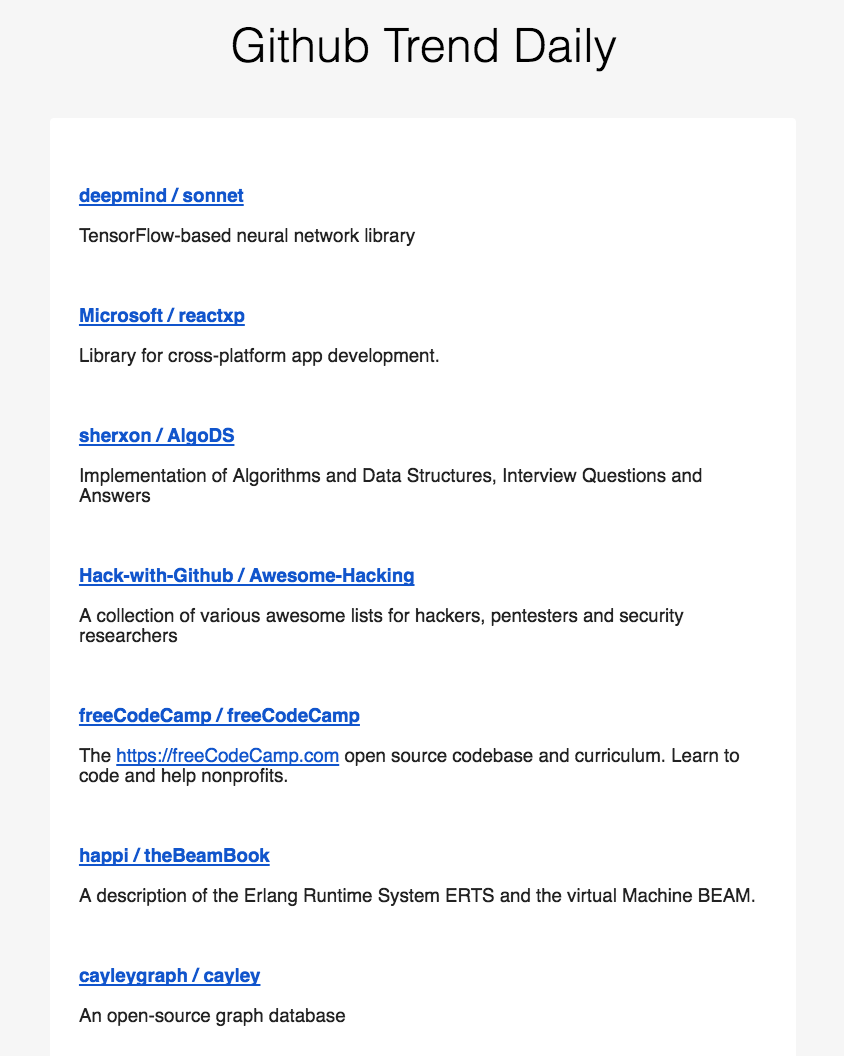 Github Trend Daily
deepmind / sonnet
TensorFlow-based neural network library
Microsoft / reactxp
Library for cross-platform app development.
sherxon / AlgoDS
Implementation of Algorithms and Data Structures, Interview Questions and
Answers
Hack-with-Github / Awesome-Hacking
A collection of various awesome lists for hackers, pentesters and security
researchers
freeCodeCamp / freeCodeCamp
The https://freeCodeCamp.com open source codebase and curriculum. Learn to
code and help nonprofits.
happi / theBeamBook
A description of the Erlang Runtime System ERTS and the virtual Machine BEAM.
cayleygraph / cayley
An open-source graph database